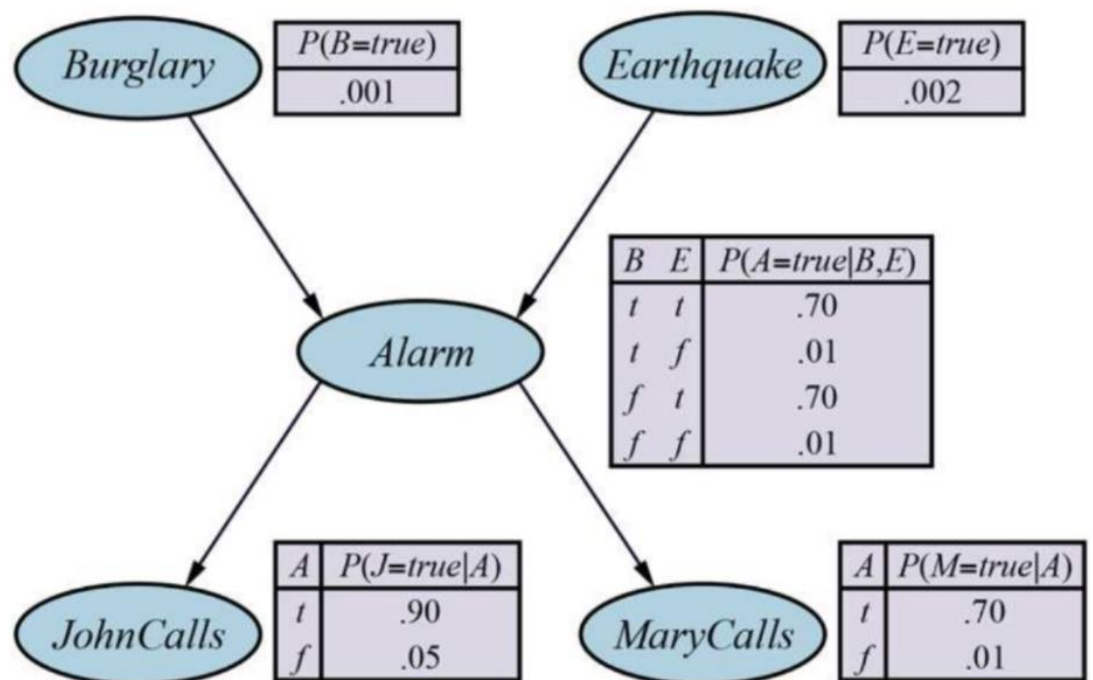 Burglary
P(B=true)
.001
Earthquake
P(E=true)
.002
B E P(A=true|B,E)
t t .70
t f .01
f t .70
f f .01
Alarm
A P(J=true|A)
t .90
f .05
JohnCalls
A P(M=true|A)
t .70
f .01
MaryCalls